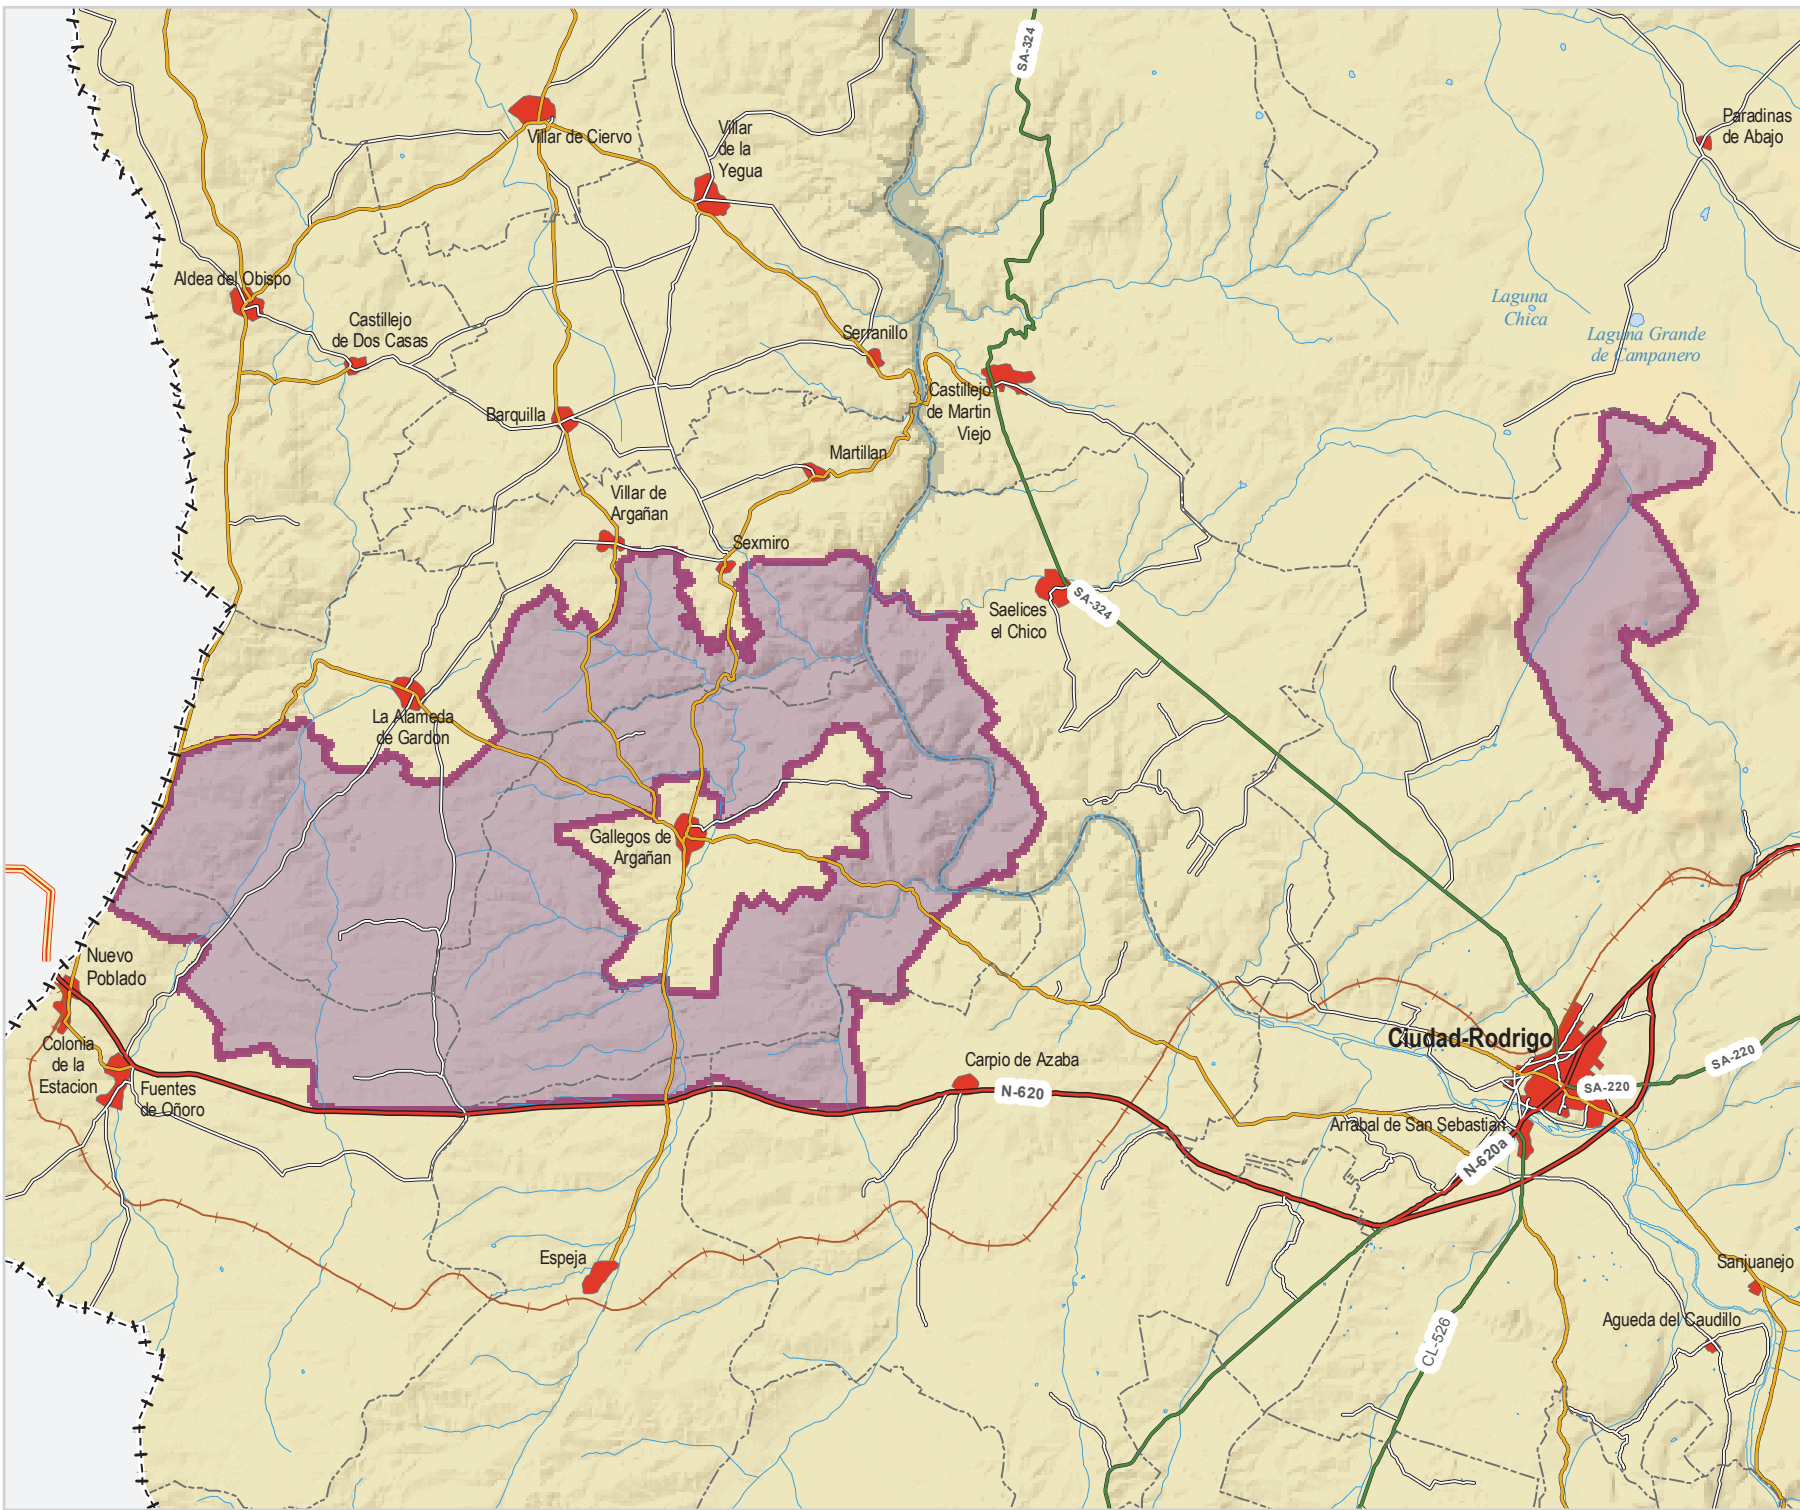 SA-324
Villar de Ciervo
Villar
de la
Yegua
Paradinas
de Abajo
Aldea del Obispo
Castillejo
de Dos Casas
Serranillo
Laguna
Chica
Laguna Grande
de Campanero
Castillejo
de Martin
Viejo
Barquilla
Martillan
Villar de
Argañan
Sexmiro
SA-324
Saelices
el Chico
La Alameda
de Gardon
Gallegos de
Argañan
Nuevo
Poblado
Colonia
de la
Estacion
Fuentes
de Oñoro
Carpio de Azaba
N-620
Ciudad-Rodrigo
SA-220
SA-220
Arrabal de San Sebastian
N-620a
Espeja
Sanjuanejo
Agueda del Caudillo
CL-526